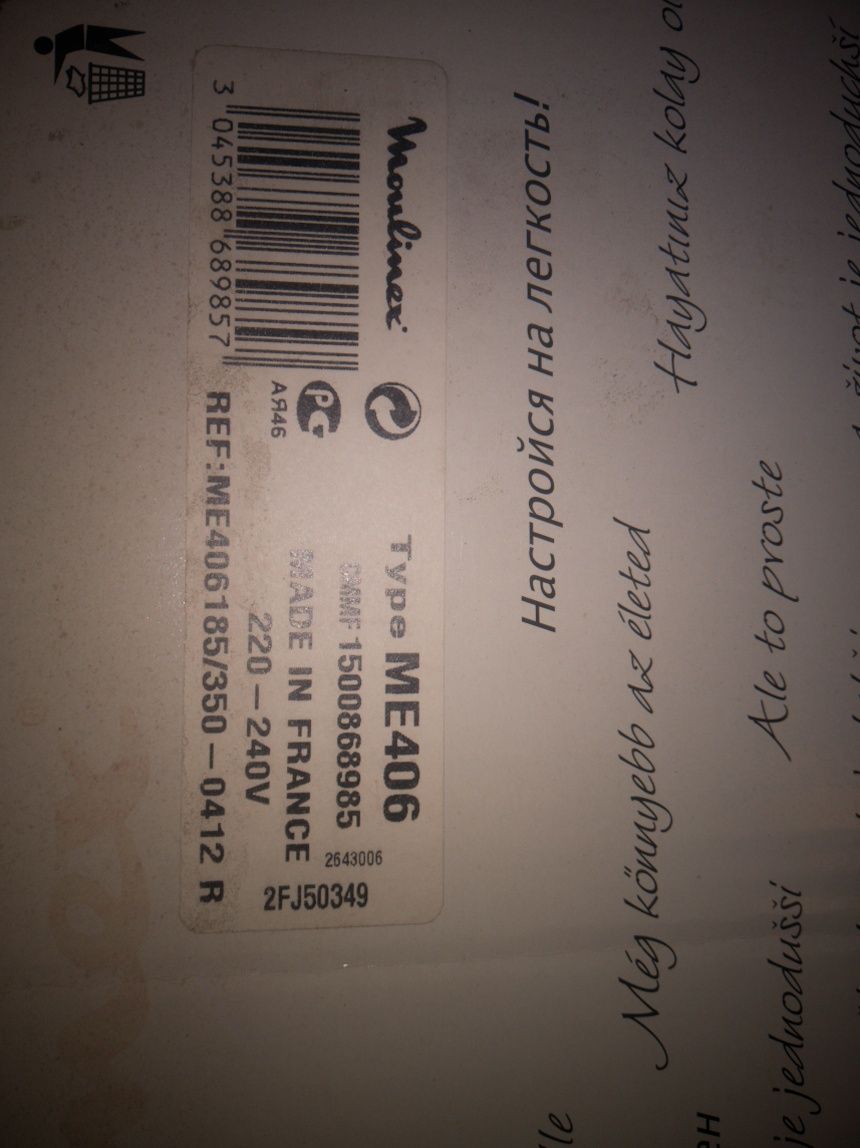 Moulinex
3 045388 689857
АЯ46
Type ME406
CMMF 1500868985
MADE IN FRANCE
220-240V
2643006
2FJ50349
REF:ME406185/350-0412 R
Настройся на легкость!
Hayatınız kolay
Még könnyebb az életed
Ale to proste
je jednodušší